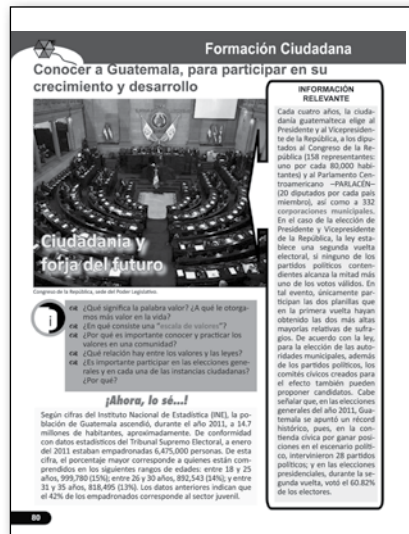 Formación Ciudadana
Conocer a Guatemala, para participar en su
crecimiento y desarrollo
Ciudadanía y
forja del futuro
Congreso de la República, sede del Poder Legislativo.
¿Qué significa la palabra valor? ¿A qué le otorga-
mos más valor en la vida?
¿En qué consiste una "escala de valores"?
¿Por qué es importante conocer y practicar los
valores en una comunidad?
¿Qué relación hay entre los valores y las leyes?
¿Es importante participar en las elecciones gene-
rales y en cada una de las instancias ciudadanas?
¿Por qué?
¡Ahora, lo sé...!
Según cifras del Instituto Nacional de Estadística (INE), la po-
blación de Guatemala ascendió, durante el año 2011, a 14.7
millones de habitantes, aproximadamente. De conformidad
con datos estadísticos del Tribunal Supremo Electoral, a enero
del 2011 estaban empadronadas 6,475,000 personas. De esta
cifra, el porcentaje mayor corresponde a quienes están com-
prendidos en los siguientes rangos de edades: entre 18 y 25
años, 999,780 (15%); entre 26 y 30 años, 892,543 (14%); y entre
31 y 35 años, 818,495 (13%). Los datos anteriores indican que
el 42% de los empadronados corresponde al sector juvenil.
INFORMACIÓN
RELEVANTE
Cada cuatro años, la ciuda-
danía guatemalteca elige al
Presidente y al Vicepresiden-
te de la República, a los dipu-
tados al Congreso de la Re-
pública (158 representantes:
uno por cada 80,000 habi-
tantes) y al Parlamento Cen-
troamericano –PARLACÉN–
(20 diputados por cada país
miembro), así como a 332
corporaciones municipales.
En el caso de la elección de
Presidente y Vicepresidente
de la República, la ley esta-
blece una segunda vuelta
electoral, si ninguno de los
partidos políticos conten-
dientes alcanza la mitad más
uno de los votos válidos. En
tal evento, únicamente par-
ticipan las dos planillas que
en la primera vuelta hayan
obtenido las dos más altas
mayorías relativas de sufra-
gios. De acuerdo con la ley,
para la elección de las auto-
ridades municipales, además
de los partidos políticos, los
comités cívicos creados para
el efecto también pueden
proponer candidatos. Cabe
señalar que, en las elecciones
generales del año 2011, Gua-
temala se apuntó un récord
histórico, pues, en la con-
tienda cívica por ganar posi-
ciones en el escenario políti-
co, intervinieron 28 partidos
políticos; y en las elecciones
presidenciales, durante la se-
gunda vuelta, votó el 60.82%
de los electores.
80